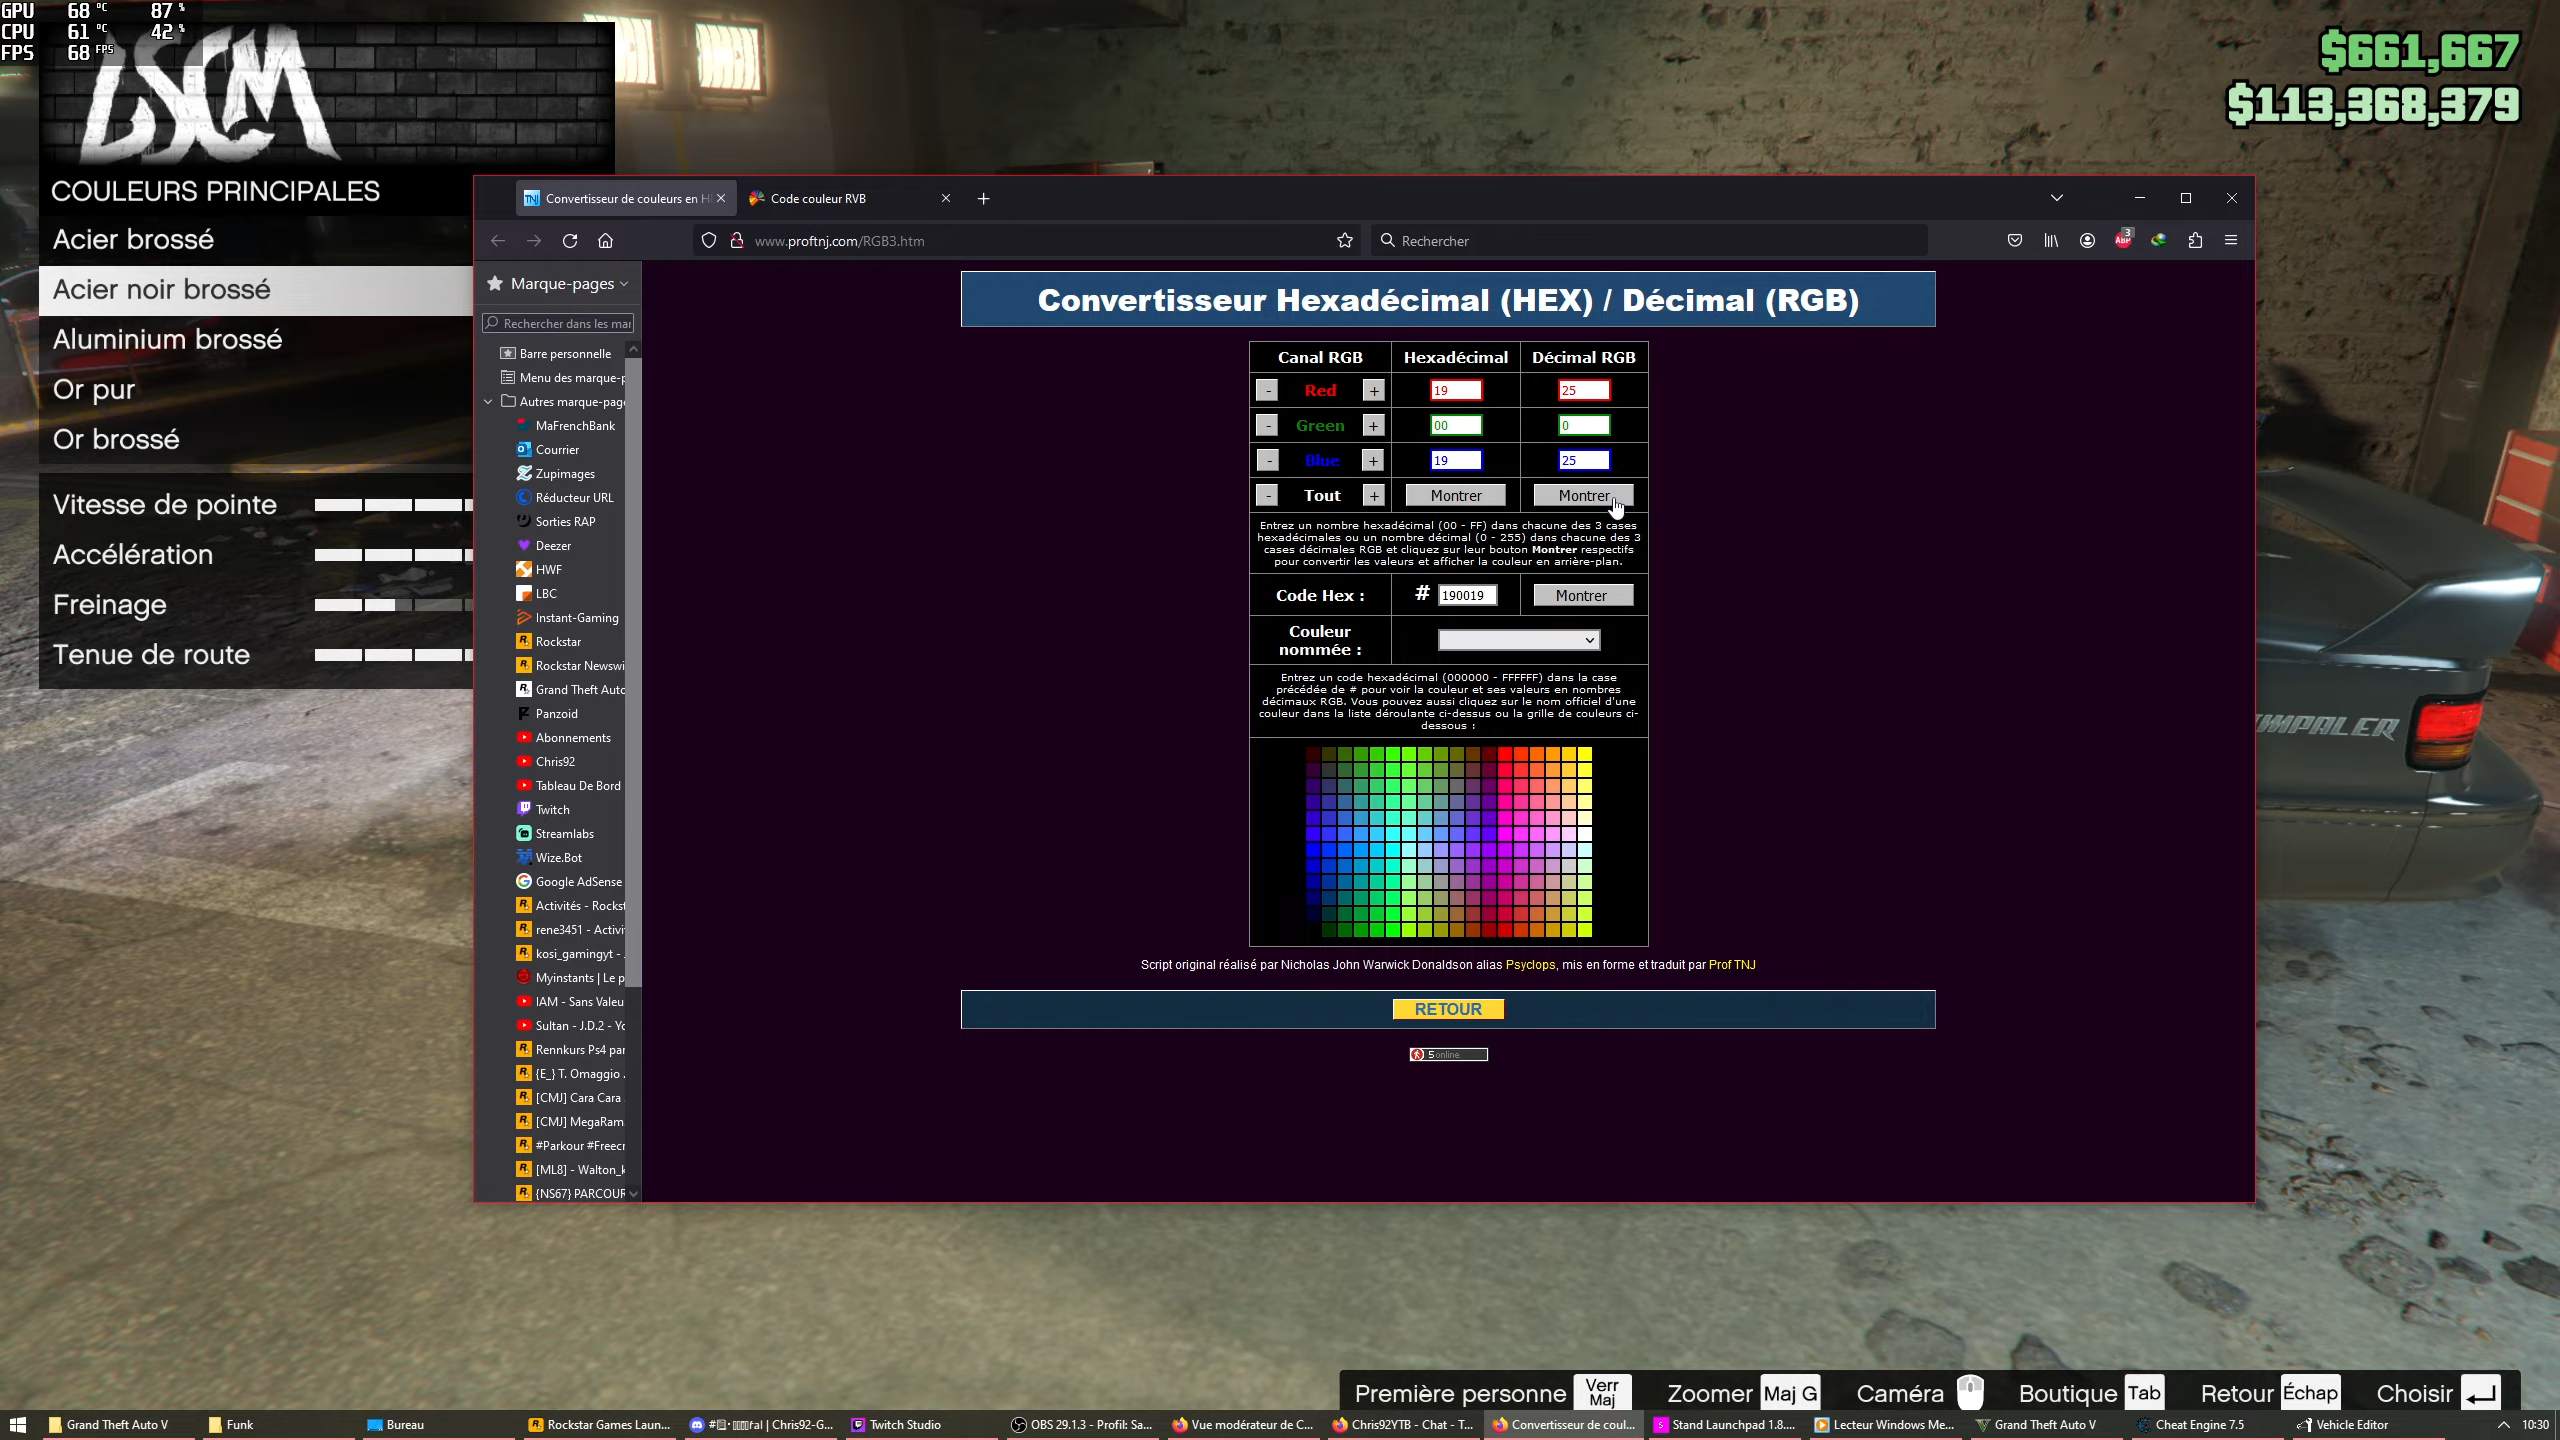 GPU 68 °C 87 %
CPU 61 °C 42 %
FPS 68 FPS
LSCM
$661,667
$113,368,379
COULEURS PRINCIPALES
Acier brossé
Acier noir brossé
Aluminium brossé
Or pur
Or brossé
Vitesse de pointe
Accélération
Freinage
Tenue de route
Convertisseur de couleurs en H
Code couleur RVB
www.proftnj.com/RGB3.htm
Rechercher
3
ABP
Marque-pages
Rechercher dans les mar
Barre personnelle
Menu des marque-p
Autres marque-page
MaFrenchBank
Courrier
Zupimages
Réducteur URL
Sorties RAP
Deezer
HWF
LBC
Instant-Gaming
Rockstar
Rockstar Newswi
Grand Theft Auto
Panzoid
Abonnements
Chris92
Tableau De Bord
Twitch
Streamlabs
Wize.Bot
Google AdSense
Activités - Rockst
rene3451 - Activi
kosi_gamingyt - .
Myinstants | Le p
IAM - Sans Valeu
Sultan - J.D.2 - Yo
Rennkurs Ps4 par
{E_} T. Omaggio .
[CMJ] Cara Cara
[CMJ] MegaRam
#Parkour #Freecr
[ML8] - Walton_k
{NS67} PARCOUR
Convertisseur Hexadécimal (HEX) / Décimal (RGB)
Canal RGB Hexadécimal Décimal RGB
- Red + 19 25
- Green + 00 0
- Blue + 19 25
- Tout + Montrer Montrer
Entrez un nombre hexadécimal (00 - FF) dans chacune des 3 cases
hexadécimales ou un nombre décimal (0 - 255) dans chacune des 3
cases décimales RGB et cliquez sur leur bouton Montrer respectifs
pour convertir les valeurs et afficher la couleur en arrière-plan.
Code Hex : # 190019 Montrer
Couleur
nommée :
Entrez un code hexadécimal (000000 - FFFFFF) dans la case
précédée de # pour voir la couleur et ses valeurs en nombres
décimaux RGB. Vous pouvez aussi cliquez sur le nom officiel d'une
couleur dans la liste déroulante ci-dessus ou la grille de couleurs ci-
dessous :
Script original réalisé par Nicholas John Warwick Donaldson alias Psyclops, mis en forme et traduit par Prof TNJ
RETOUR
5 online
IMPALER
Première personne Verr Maj Zoomer Maj G Caméra Boutique Tab Retour Échap Choisir
Grand Theft Auto V
Funk
Bureau
Rockstar Games Laun...
| Chris92-G...
Twitch Studio
OBS 29.1.3 - Profil: Sa...
Vue modérateur de C...
Chris92YTB - Chat - T...
Convertisseur de coul...
Stand Launchpad 1.8....
Lecteur Windows Me...
Grand Theft Auto V
Cheat Engine 7.5
Vehicle Editor
10:30